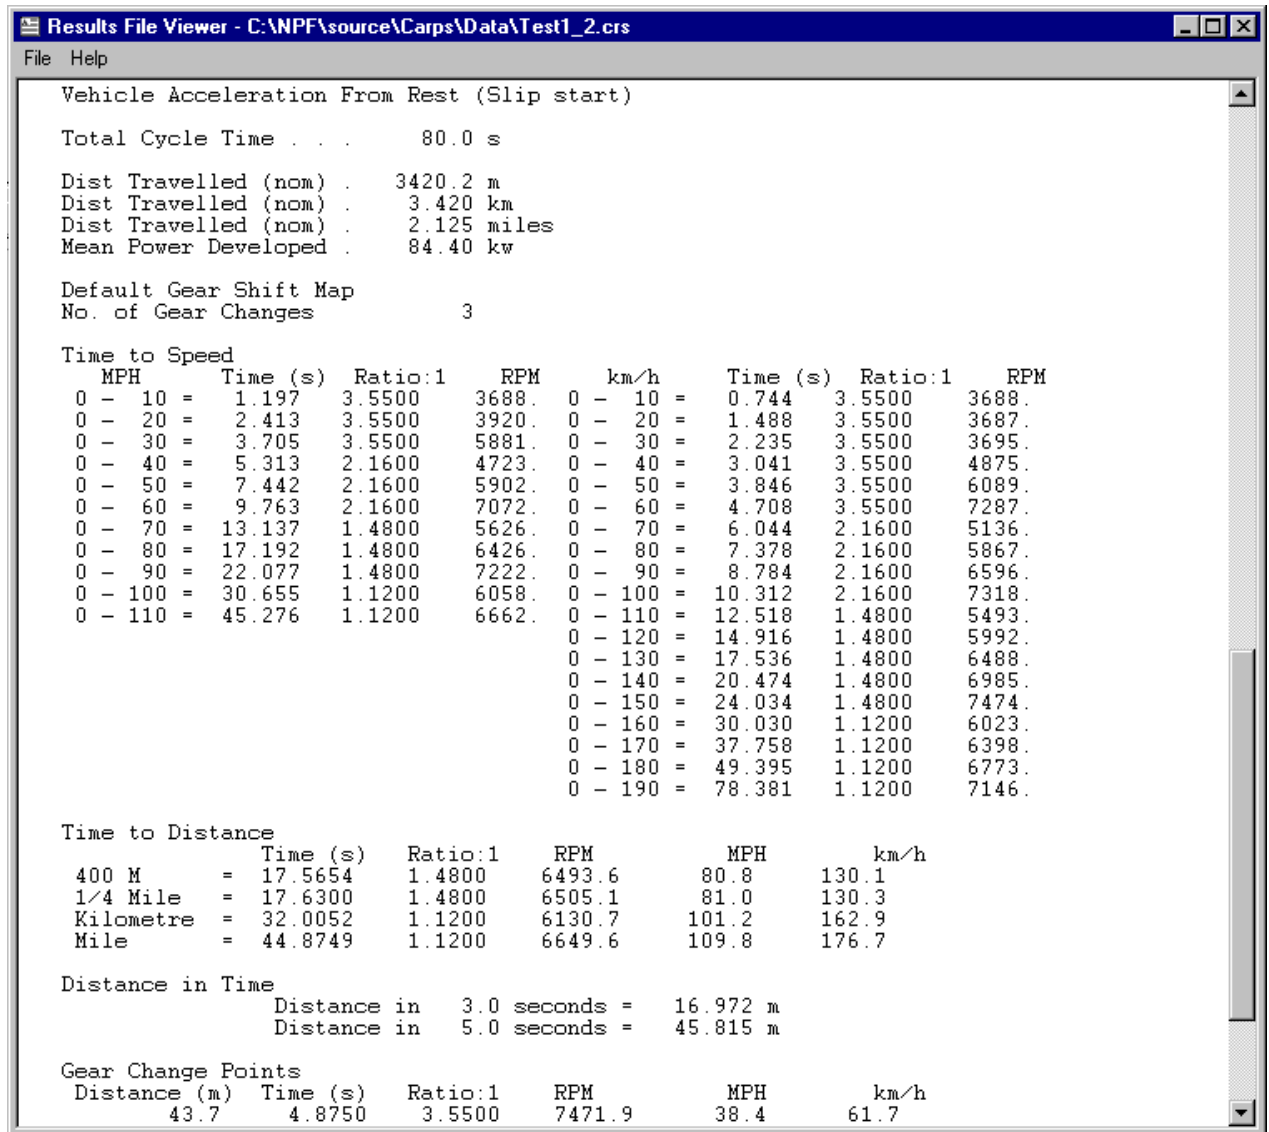 Results File Viewer - C:\NPF\source\Carps\Data\Test1_2.crs
File Help
Vehicle Acceleration From Rest (Slip start)
Total Cycle Time . . . 80.0 s
Dist Travelled (nom) . 3420.2 m
Dist Travelled (nom) . 3.420 km
Dist Travelled (nom) . 2.125 miles
Mean Power Developed . 84.40 kw
Default Gear Shift Map
No. of Gear Changes 3
Time to Speed
MPH Time (s) Ratio:1 RPM km/h Time (s) Ratio:1 RPM
0 - 10 = 1.197 3.5500 3688. 0 - 10 = 0.744 3.5500 3688.
0 - 20 = 2.413 3.5500 3920. 0 - 20 = 1.488 3.5500 3687.
0 - 30 = 3.705 3.5500 5881. 0 - 30 = 2.235 3.5500 3695.
0 - 40 = 5.313 2.1600 4723. 0 - 40 = 3.041 3.5500 4875.
0 - 50 = 7.442 2.1600 5902. 0 - 50 = 3.846 3.5500 6089.
0 - 60 = 9.763 2.1600 7072. 0 - 60 = 4.708 3.5500 7287.
0 - 70 = 13.137 1.4800 5626. 0 - 70 = 6.044 2.1600 5136.
0 - 80 = 17.192 1.4800 6426. 0 - 80 = 7.378 2.1600 5867.
0 - 90 = 22.077 1.4800 7222. 0 - 90 = 8.784 2.1600 6596.
0 - 100 = 30.655 1.1200 6058. 0 - 100 = 10.312 2.1600 7318.
0 - 110 = 45.276 1.1200 6662. 0 - 110 = 12.518 1.4800 5493.
0 - 120 = 14.916 1.4800 5992.
0 - 130 = 17.536 1.4800 6488.
0 - 140 = 20.474 1.4800 6985.
0 - 150 = 24.034 1.4800 7474.
0 - 160 = 30.030 1.1200 6023.
0 - 170 = 37.758 1.1200 6398.
0 - 180 = 49.395 1.1200 6773.
0 - 190 = 78.381 1.1200 7146.
Time to Distance
Time (s) Ratio:1 RPM MPH km/h
400 M = 17.5654 1.4800 6493.6 80.8 130.1
1/4 Mile = 17.6300 1.4800 6505.1 81.0 130.3
Kilometre = 32.0052 1.1200 6130.7 101.2 162.9
Mile = 44.8749 1.1200 6649.6 109.8 176.7
Distance in Time
Distance in 3.0 seconds = 16.972 m
Distance in 5.0 seconds = 45.815 m
Gear Change Points
Distance (m) Time (s) Ratio:1 RPM MPH km/h
43.7 4.8750 3.5500 7471.9 38.4 61.7